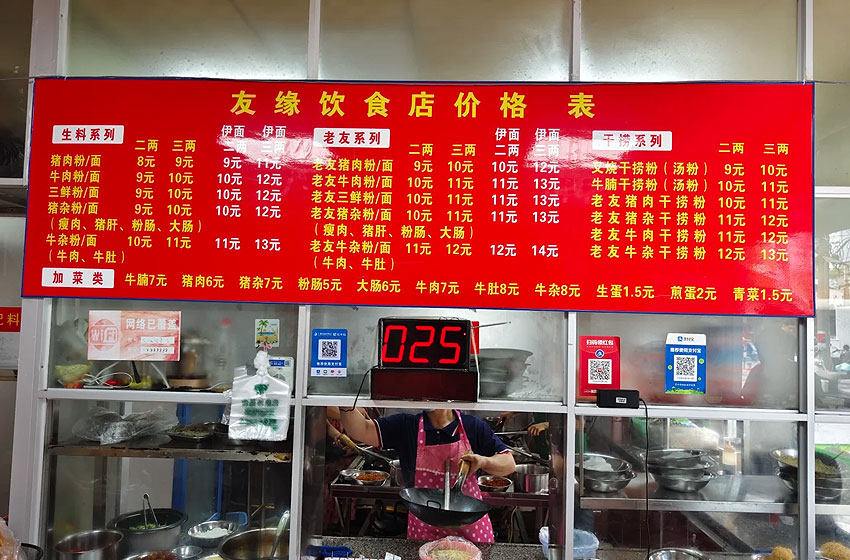 友缘饮食店价格 表
生料系列 二两 三两 伊面二两 伊面三两
猪肉粉/面 8元 9元 9元 11元
牛肉粉/面 9元 10元 10元 12元
三鲜粉/面 9元 10元 10元 12元
猪杂粉/面 9元 10元 10元 12元
（瘦肉、猪肝、粉肠、大肠）
牛杂粉/面 10元 11元 11元 13元
（牛肉、牛肚）
老友系列 二两 三两 伊面二两 伊面三两
老友猪肉粉/面 9元 10元 10元 12元
老友牛肉粉/面 10元 11元 11元 13元
老友三鲜粉/面 10元 11元 11元 13元
老友猪杂粉/面 10元 11元 11元 13元
（瘦肉、猪肝、粉肠、大肠）
老友牛杂粉/面 11元 12元 12元 14元
（牛肉、牛肚）
干捞系列 二两 三两
叉烧干捞粉（汤粉） 9元 10元
牛腩干捞粉（汤粉） 10元 11元
老友猪肉干捞粉 10元 11元
老友猪杂干捞粉 11元 12元
老友牛肉干捞粉 11元 12元
老友牛杂干捞粉 12元 13元
加菜类 牛腩7元 猪肉6元 猪杂7元 粉肠5元 大肠6元 牛肉7元 牛肚8元 牛杂8元 生蛋1.5元 煎蛋2元 青菜1.5元
配料
WiFi 网络已覆盖
025
扫码领红包
支付宝
推荐使用支付宝